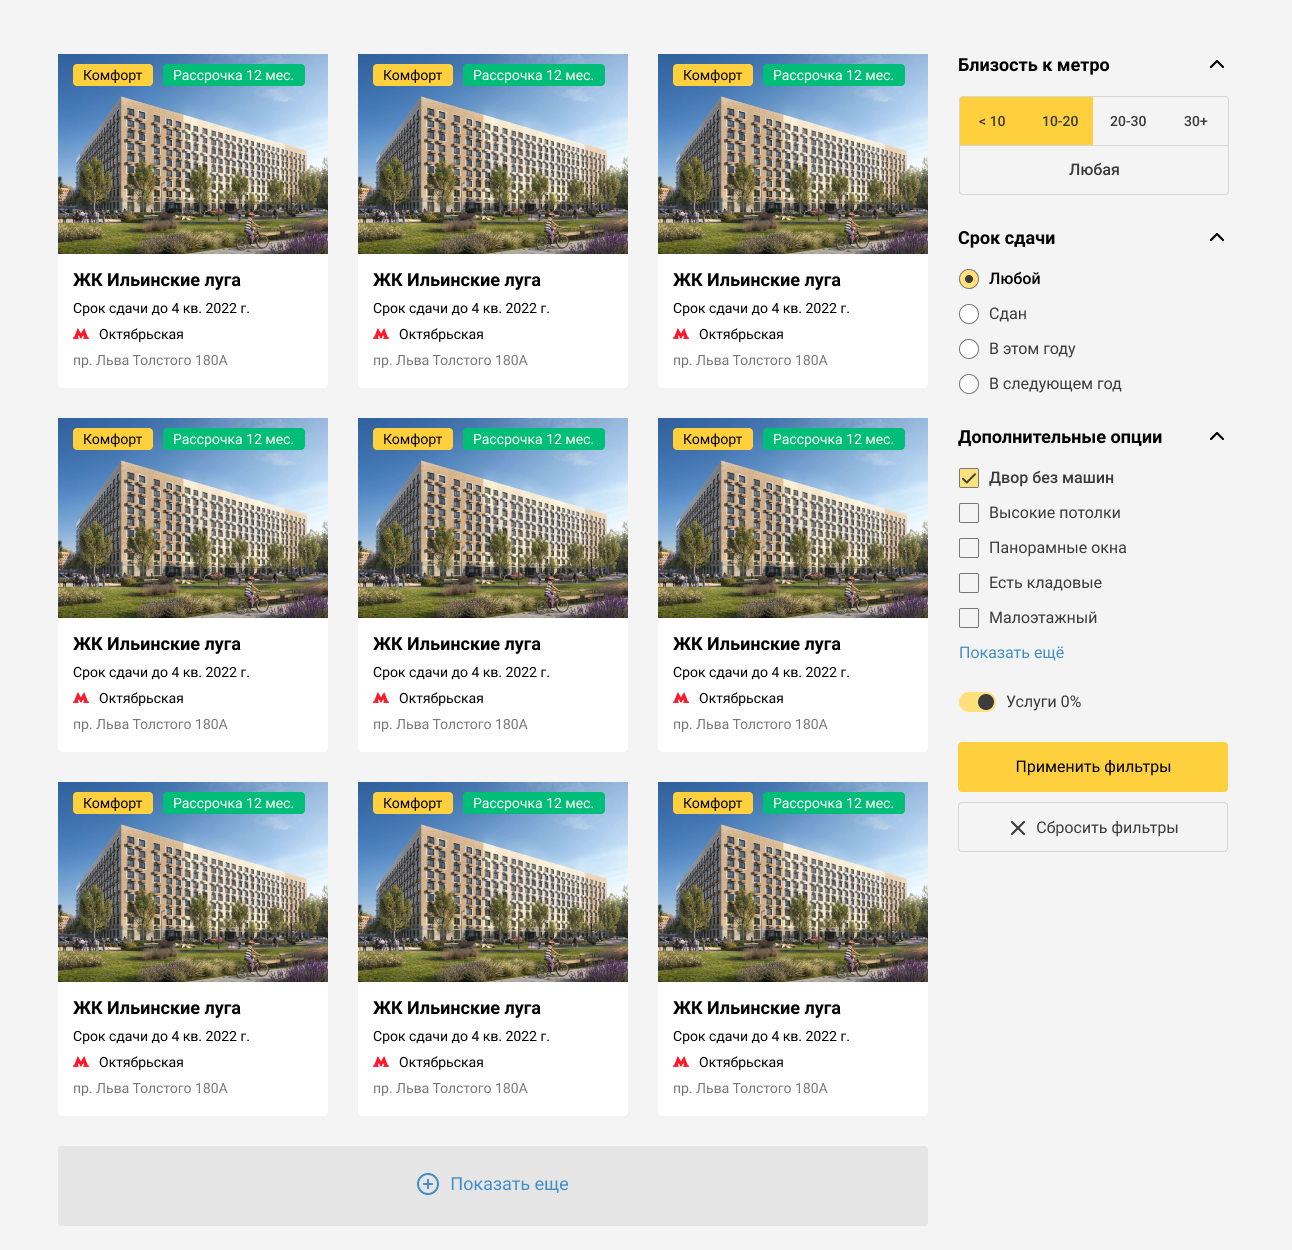 Комфорт Рассрочка 12 мес.
ЖК Ильинские луга
Срок сдачи до 4 кв. 2022 г.
Октябрьская
пр. Льва Толстого 180А
Комфорт Рассрочка 12 мес.
ЖК Ильинские луга
Срок сдачи до 4 кв. 2022 г.
Октябрьская
пр. Льва Толстого 180А
Комфорт Рассрочка 12 мес.
ЖК Ильинские луга
Срок сдачи до 4 кв. 2022 г.
Октябрьская
пр. Льва Толстого 180А
Комфорт Рассрочка 12 мес.
ЖК Ильинские луга
Срок сдачи до 4 кв. 2022 г.
Октябрьская
пр. Льва Толстого 180А
Комфорт Рассрочка 12 мес.
ЖК Ильинские луга
Срок сдачи до 4 кв. 2022 г.
Октябрьская
пр. Льва Толстого 180А
Комфорт Рассрочка 12 мес.
ЖК Ильинские луга
Срок сдачи до 4 кв. 2022 г.
Октябрьская
пр. Льва Толстого 180А
Комфорт Рассрочка 12 мес.
ЖК Ильинские луга
Срок сдачи до 4 кв. 2022 г.
Октябрьская
пр. Льва Толстого 180А
Комфорт Рассрочка 12 мес.
ЖК Ильинские луга
Срок сдачи до 4 кв. 2022 г.
Октябрьская
пр. Льва Толстого 180А
Комфорт Рассрочка 12 мес.
ЖК Ильинские луга
Срок сдачи до 4 кв. 2022 г.
Октябрьская
пр. Льва Толстого 180А
Показать еще
Близость к метро
< 10 10-20 20-30 30+
Любая
Срок сдачи
Любой
Сдан
В этом году
В следующем год
Дополнительные опции
Двор без машин
Высокие потолки
Панорамные окна
Есть кладовые
Малоэтажный
Показать ещё
Услуги 0%
Применить фильтры
Сбросить фильтры